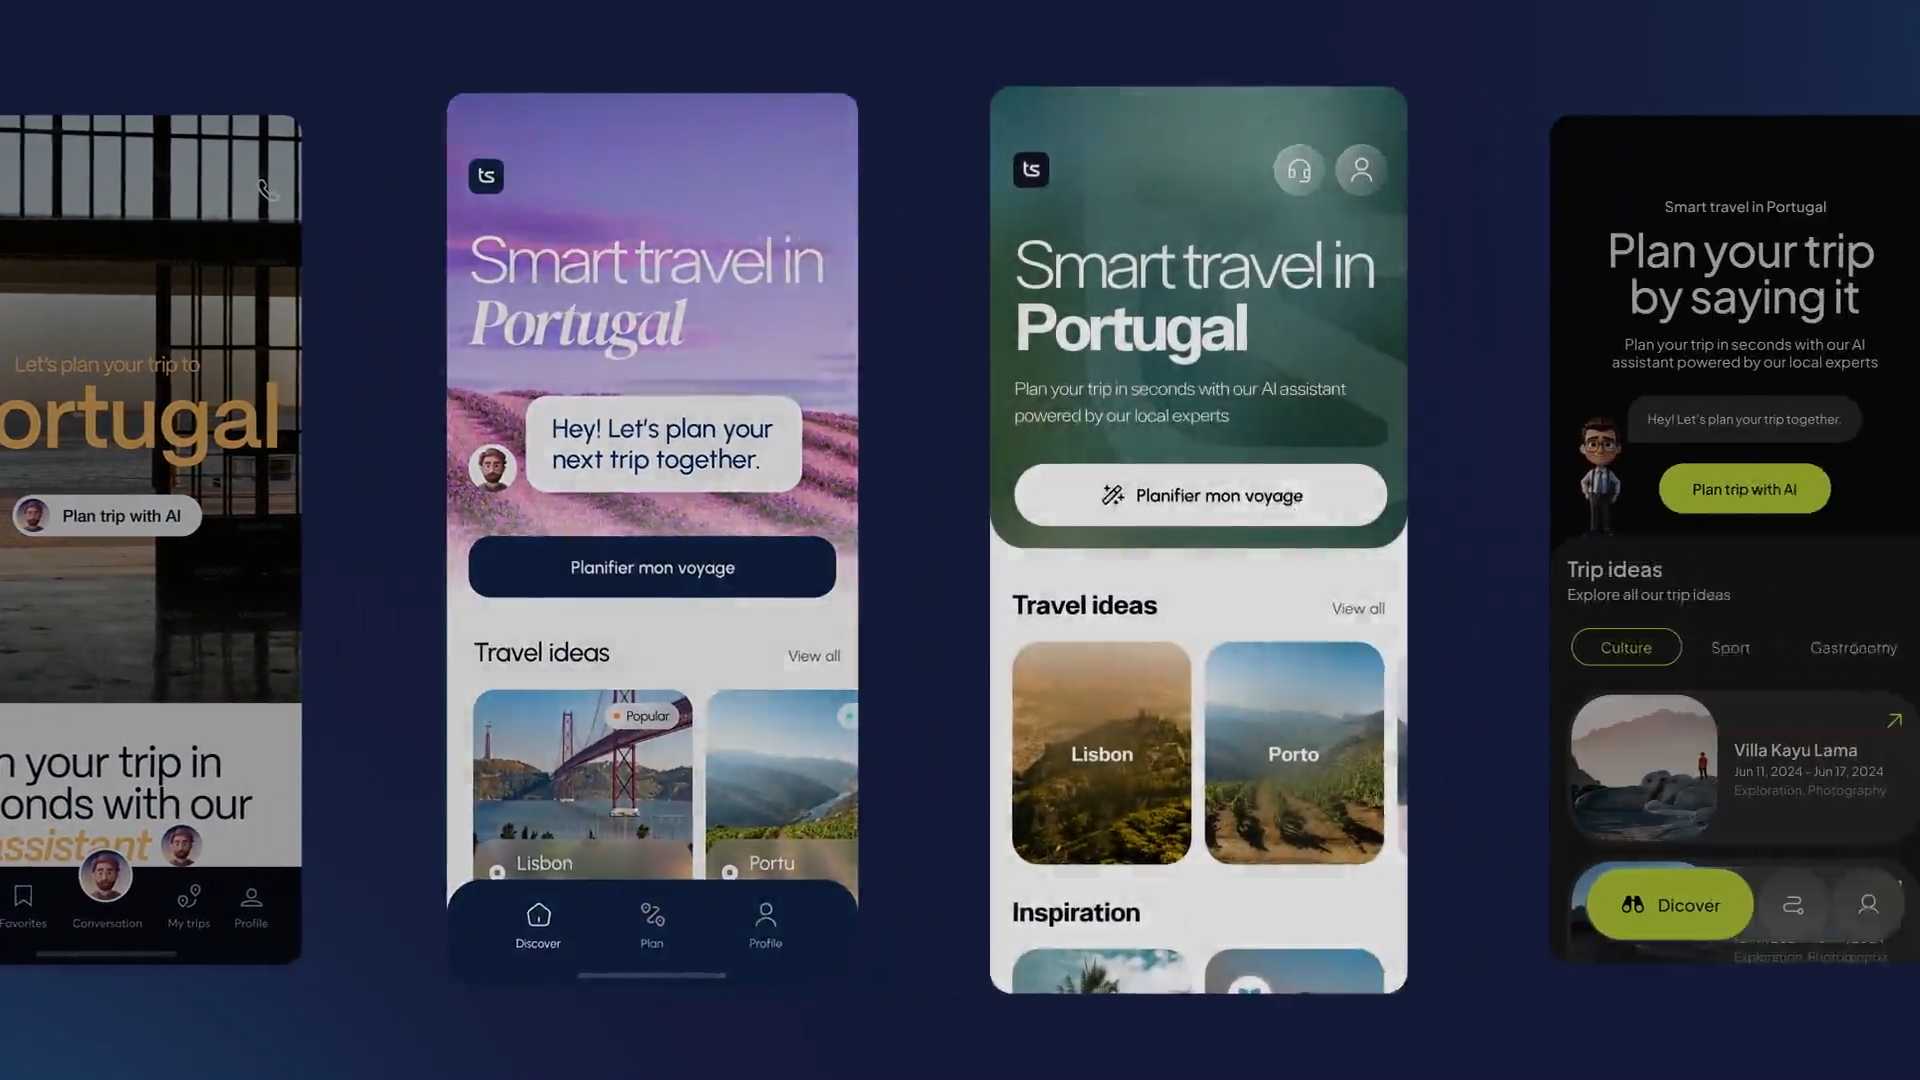 Let's plan your trip to
ortugal
Plan trip with AI
n your trip in
onds with our
assistant
Favorites
Conversation
My trips
Profile
ts
Smart travel in
Portugal
Hey! Let's plan your
next trip together.
Planifier mon voyage
Travel ideas
View all
Popular
Lisbon
Portu
Discover
Plan
Profile
ts
Smart travel in
Portugal
Plan your trip in seconds with our AI assistant
powered by our local experts
Planifier mon voyage
Travel ideas
View all
Lisbon
Porto
Inspiration
Smart travel in Portugal
Plan your trip
by saying it
Plan your trip in seconds with our AI
assistant powered by our local experts
Hey! Let's plan your trip together.
Plan trip with AI
Trip ideas
Explore all our trip ideas
Culture
Sport
Gastronomy
Villa Kayu Lama
Jun 11, 2024 - Jun 17, 2024
Exploration, Photography
Dicover
Exploration, Photography